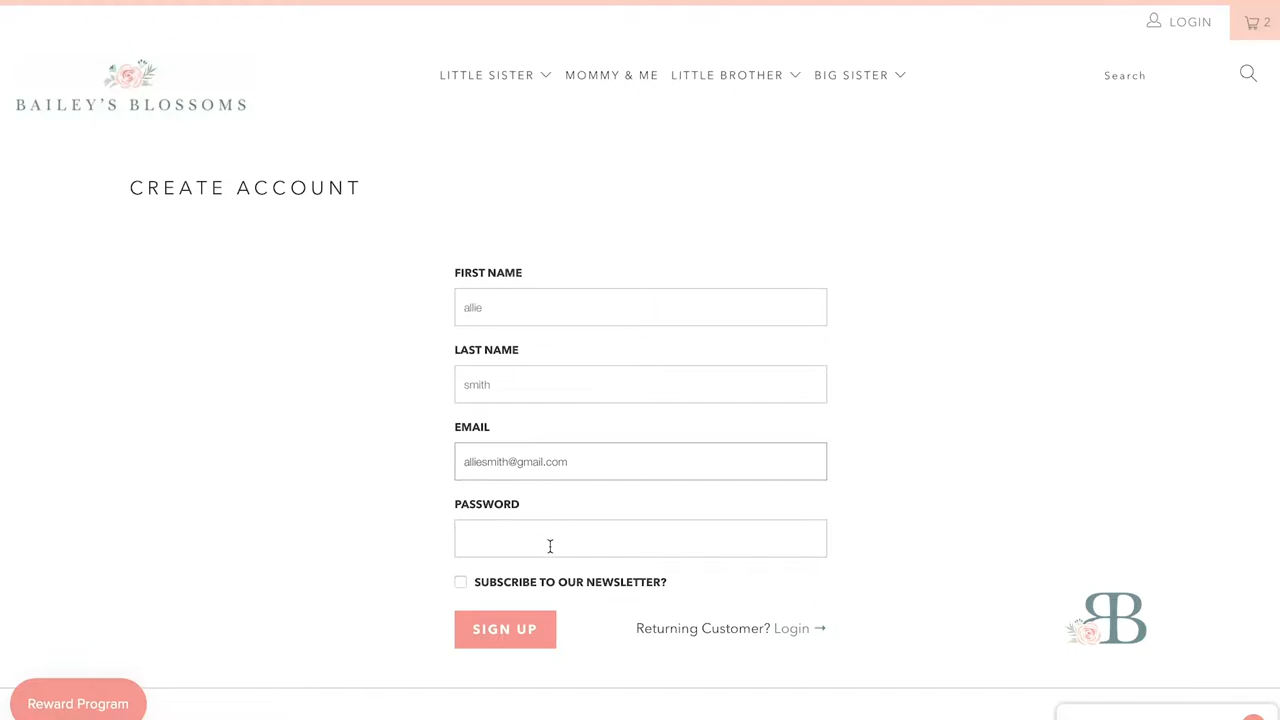 LOGIN
2
LITTLE SISTER
MOMMY & ME
LITTLE BROTHER
BIG SISTER
Search
BAILEY'S BLOSSOMS
CREATE ACCOUNT
FIRST NAME
allie
LAST NAME
smith
EMAIL
alliesmith@gmail.com
PASSWORD
SUBSCRIBE TO OUR NEWSLETTER?
SIGN UP
Returning Customer? Login →
BB
Reward Program